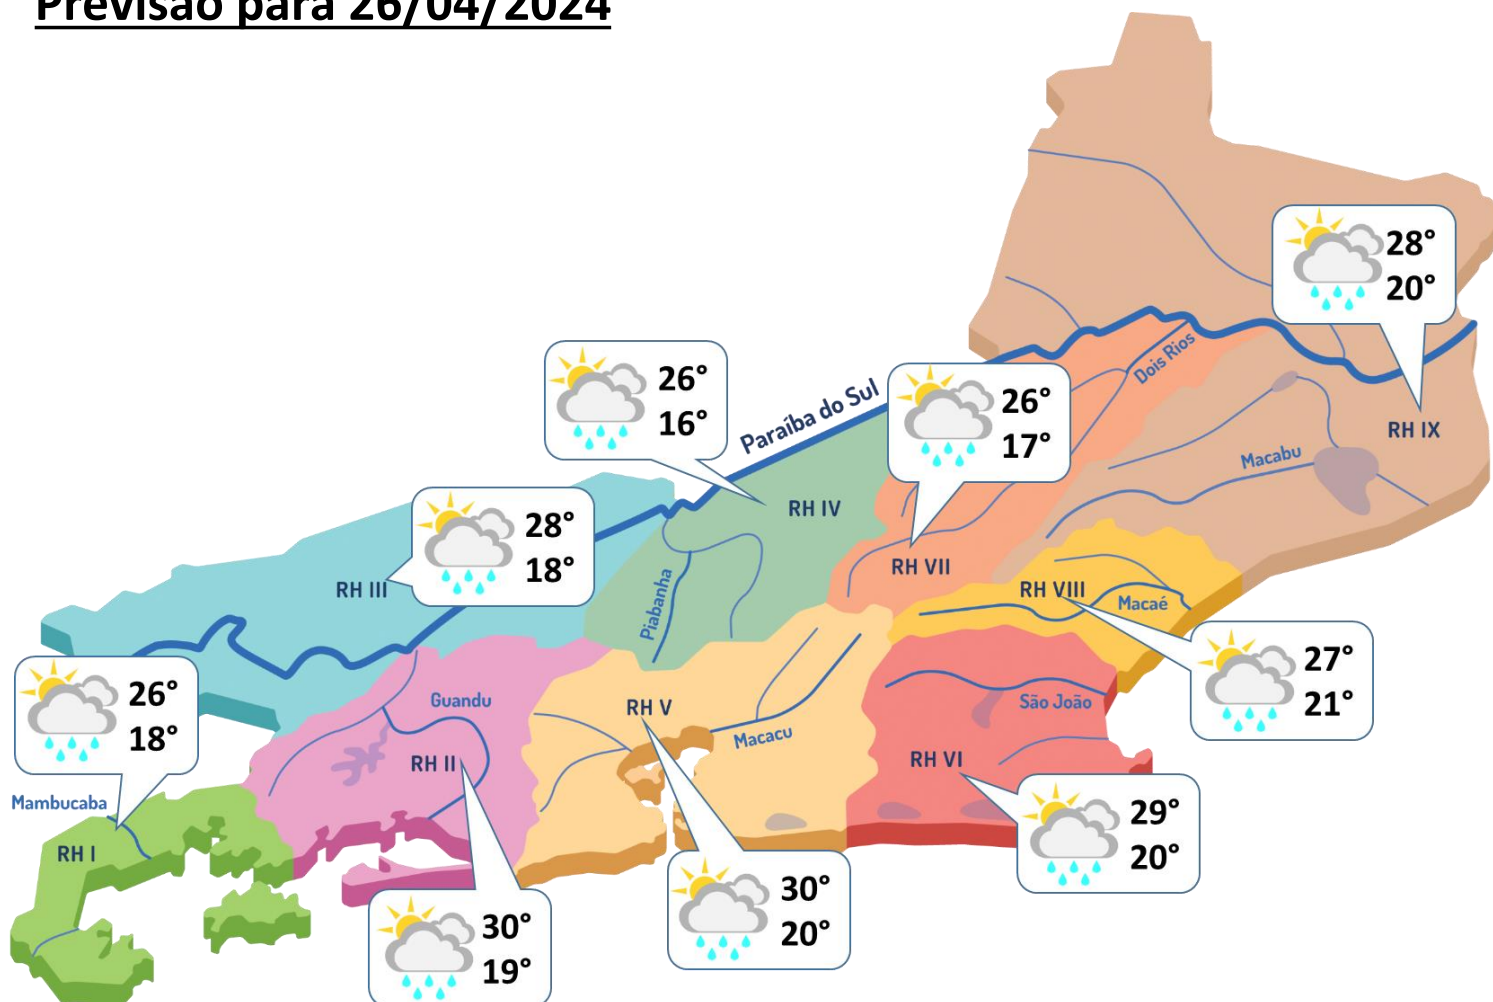 Previsão para 26/04/2024
28°
20°
26°
16°
Paraíba do Sul
26°
17°
Dois Rios
RH IX
Macabu
RH IV
28°
18°
RH III
RH VII
RH VIII
Macaé
Piabanha
27°
21°
26°
18°
Guandu
RH V
São João
Macacu
RH II
RH VI
Mambucaba
RH I
29°
20°
30°
20°
30°
19°